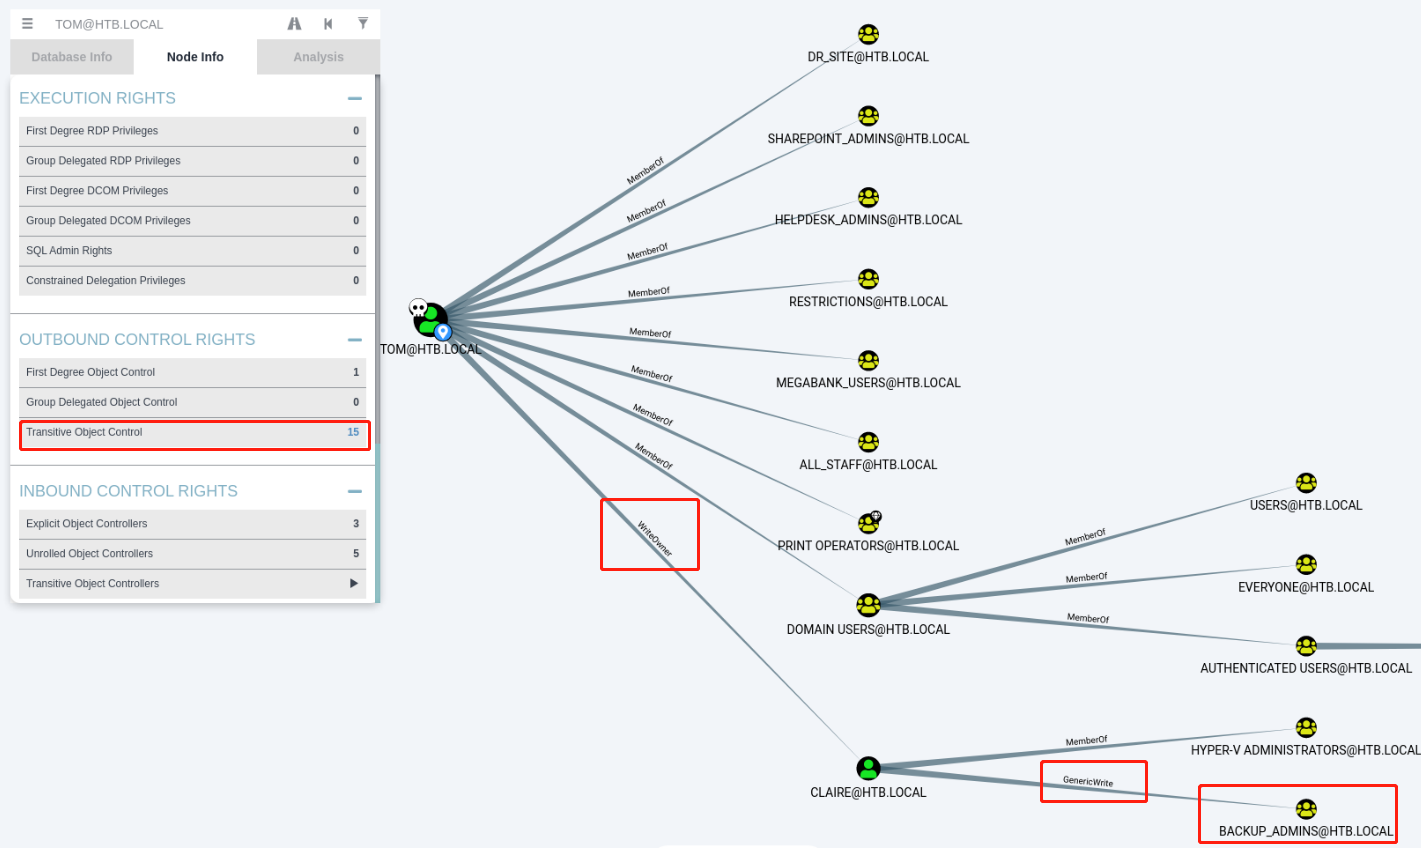 TOM@HTB.LOCAL
Database Info
Node Info
Analysis
EXECUTION RIGHTS
First Degree RDP Privileges 0
Group Delegated RDP Privileges 0
First Degree DCOM Privileges 0
Group Delegated DCOM Privileges 0
SQL Admin Rights 0
Constrained Delegation Privileges 0
OUTBOUND CONTROL RIGHTS
First Degree Object Control 1
Group Delegated Object Control 0
Transitive Object Control 15
INBOUND CONTROL RIGHTS
Explicit Object Controllers 3
Unrolled Object Controllers 5
Transitive Object Controllers
TOM@HTB.LOCAL
MemberOf
MemberOf
MemberOf
MemberOf
MemberOf
MemberOf
MemberOf
MemberOf
WriteOwner
DR_SITE@HTB.LOCAL
SHAREPOINT_ADMINS@HTB.LOCAL
HELPDESK_ADMINS@HTB.LOCAL
RESTRICTIONS@HTB.LOCAL
MEGABANK_USERS@HTB.LOCAL
ALL_STAFF@HTB.LOCAL
PRINT OPERATORS@HTB.LOCAL
DOMAIN USERS@HTB.LOCAL
CLAIRE@HTB.LOCAL
MemberOf
MemberOf
MemberOf
MemberOf
GenericWrite
USERS@HTB.LOCAL
EVERYONE@HTB.LOCAL
AUTHENTICATED USERS@HTB.LOCAL
HYPER-V ADMINISTRATORS@HTB.LOCAL
BACKUP_ADMINS@HTB.LOCAL